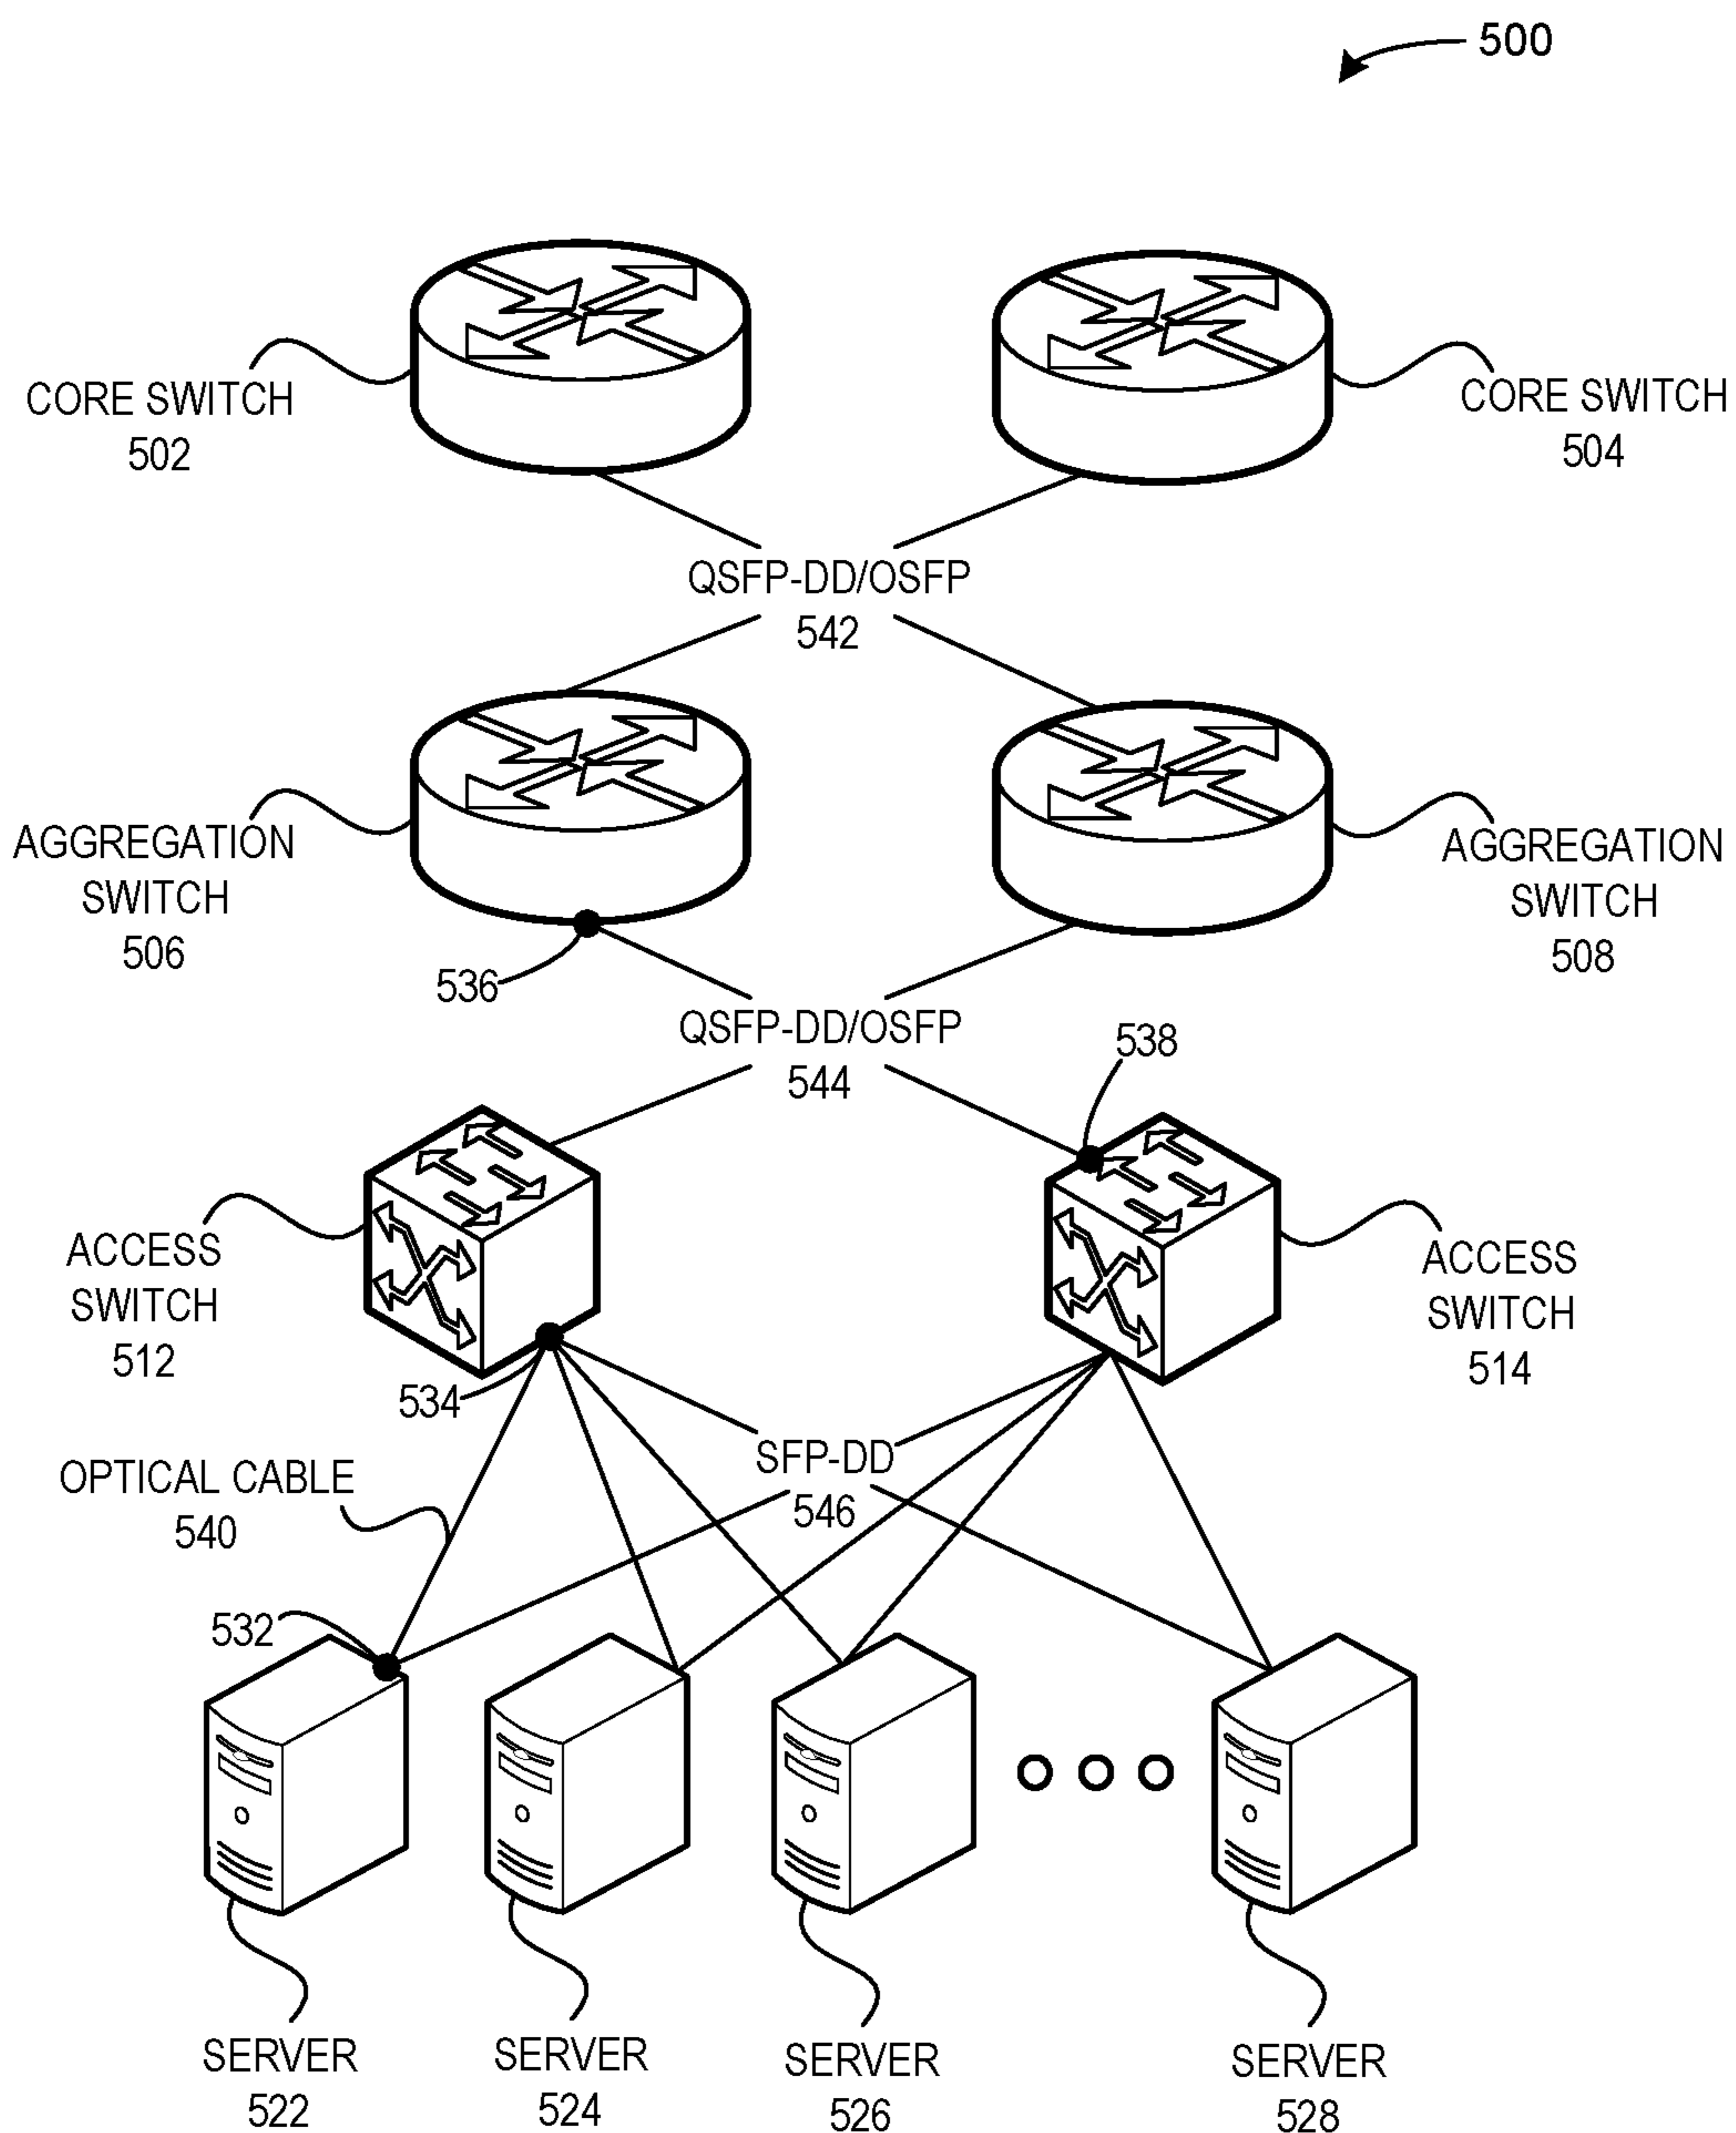 500
CORE SWITCH
502
CORE SWITCH
504
QSFP-DD/OSFP
542
AGGREGATION
SWITCH
506
AGGREGATION
SWITCH
508
536
QSFP-DD/OSFP
544
538
ACCESS
SWITCH
512
ACCESS
SWITCH
514
534
SFP-DD
546
OPTICAL CABLE
540
532
SERVER
522
SERVER
524
SERVER
526
SERVER
528